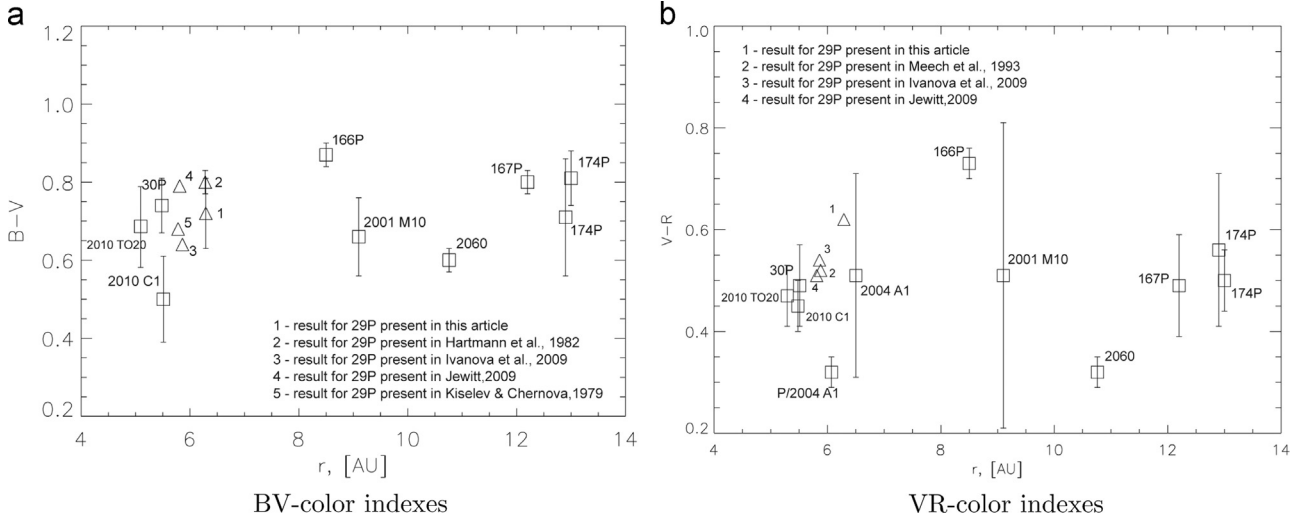 a
1.2
1.0
0.8
0.6
0.4
0.2
B-V
4
6
8
10
12
14
r, [AU]
166P
167P
174P
174P
30P
4
2
1
5
3
2010 TO20
2010 C1
2001 M10
2060
1 - result for 29P present in this article
2 - result for 29P present in Hartmann et al., 1982
3 - result for 29P present in Ivanova et al., 2009
4 - result for 29P present in Jewitt,2009
5 - result for 29P present in Kiselev & Chernova,1979
BV-color indexes
b
1.0
0.8
0.6
0.4
0.2
V-R
4
6
8
10
12
14
r, [AU]
1 - result for 29P present in this article
2 - result for 29P present in Meech et al., 1993
3 - result for 29P present in Ivanova et al., 2009
4 - result for 29P present in Jewitt,2009
166P
1
3
2
4
30P
2010 TO20
2010 C1
2004 A1
P/2004 A1
2001 M10
2060
167P
174P
174P
VR-color indexes